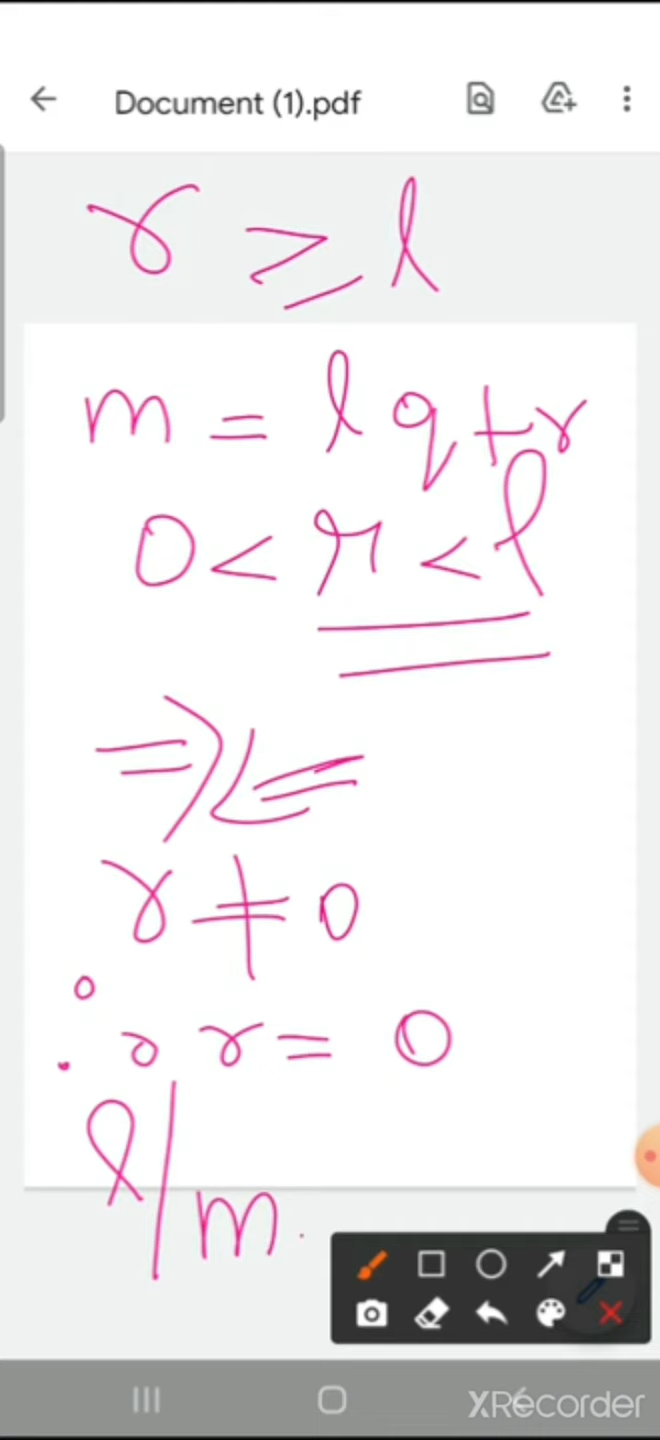 Document (1).pdf
r ≥ l
m = lq + r
0 < r < l
⇒⇐
r ≠ 0
∴ r = 0
l/m.
XRecorder